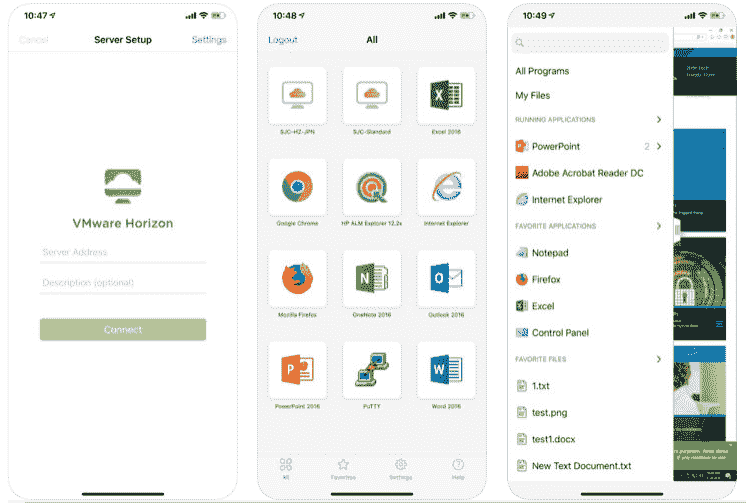 10:47
Cancel
Server Setup
Settings
VMware Horizon
Server Address
Description (optional)
Connect
10:48
Logout
All
SJC-HZ-JPN
SJC-Standard
Excel 2016
Google Chrome
HP ALM Explorer 12.2x
Internet Explorer
Mozilla Firefox
OneNote 2016
Outlook 2016
PowerPoint 2016
PuTTY
Word 2016
All
Favorites
Settings
Help
10:49
All Programs
My Files
RUNNING APPLICATIONS
PowerPoint 2
Adobe Acrobat Reader DC
Internet Explorer
FAVORITE APPLICATIONS
Notepad
Firefox
Excel
Control Panel
FAVORITE FILES
1.txt
test.png
test1.docx
New Text Document.txt